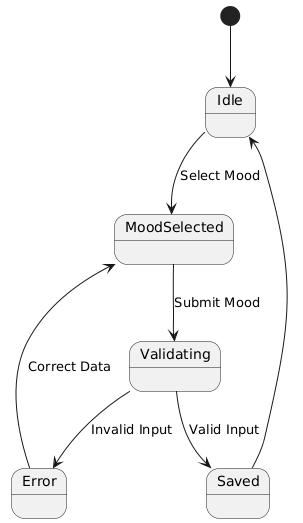 Idle
Select Mood
MoodSelected
Submit Mood
Validating
Correct Data
Invalid Input
Valid Input
Error
Saved